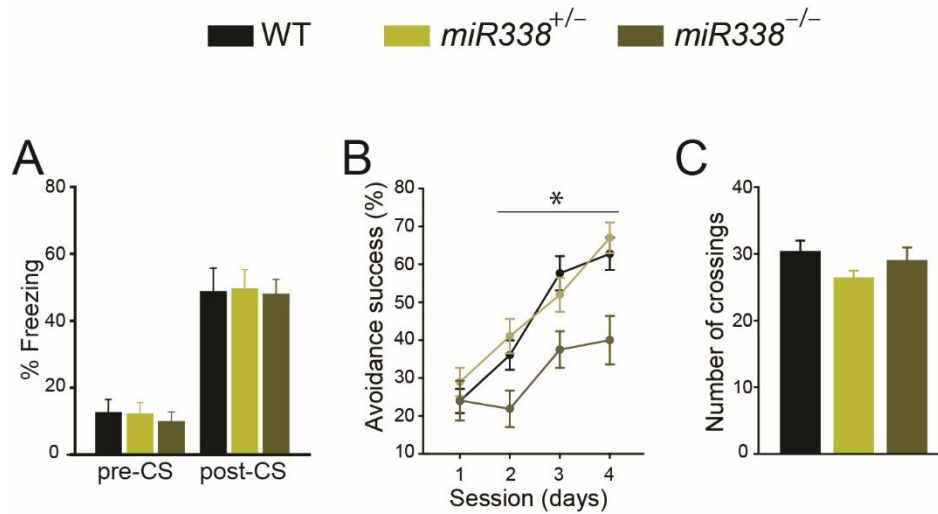 WT miR338+/– miR338–/–
A
% Freezing
80
60
40
20
0
pre-CS post-CS
B
Avoidance success (%)
*
80
70
60
50
40
30
20
10
1 2 3 4
Session (days)
C
Number of crossings
40
30
20
10
0